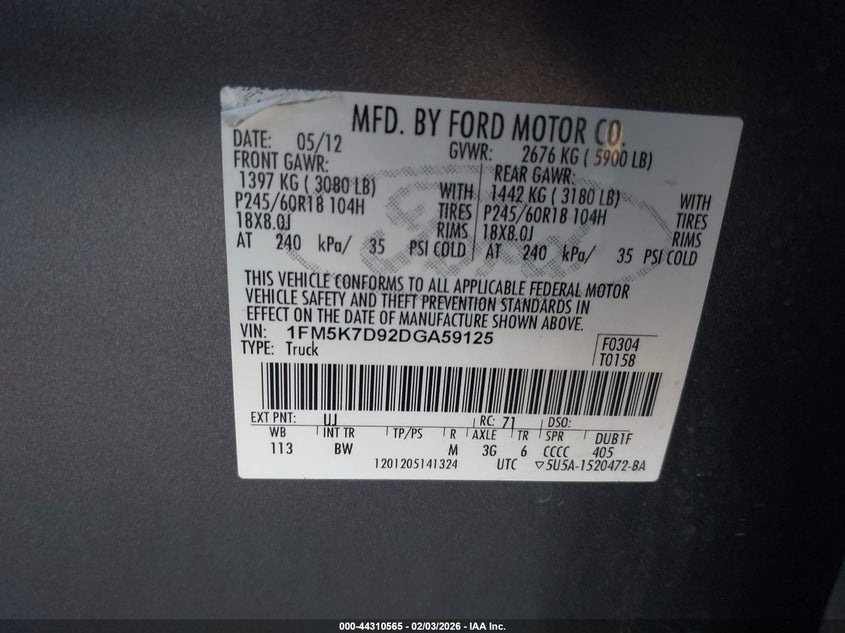 MFD. BY FORD MOTOR CO.
DATE: 05/12 GVWR: 2676 KG ( 5900 LB)
FRONT GAWR: REAR GAWR:
1397 KG ( 3080 LB) WITH 1442 KG ( 3180 LB) WITH
P245/60R18 104H TIRES P245/60R18 104H TIRES
18X8.0J RIMS 18X8.0J RIMS
AT 240 kPa/ 35 PSI COLD AT 240 kPa/ 35 PSI COLD
Ford
THIS VEHICLE CONFORMS TO ALL APPLICABLE FEDERAL MOTOR
VEHICLE SAFETY AND THEFT PREVENTION STANDARDS IN
EFFECT ON THE DATE OF MANUFACTURE SHOWN ABOVE.
VIN: 1FM5K7D92DGA59125 F0304
TYPE: Truck T0158
EXT PNT: UJ RC: 71 DSO:
WB INT TR TP/PS R AXLE TR SPR DUB1F
113 BW M 3G 6 CCCC 405
1201205141324 UTC ▽5U5A-1520472-BA
000-44310565 - 02/03/2026 - IAA Inc.